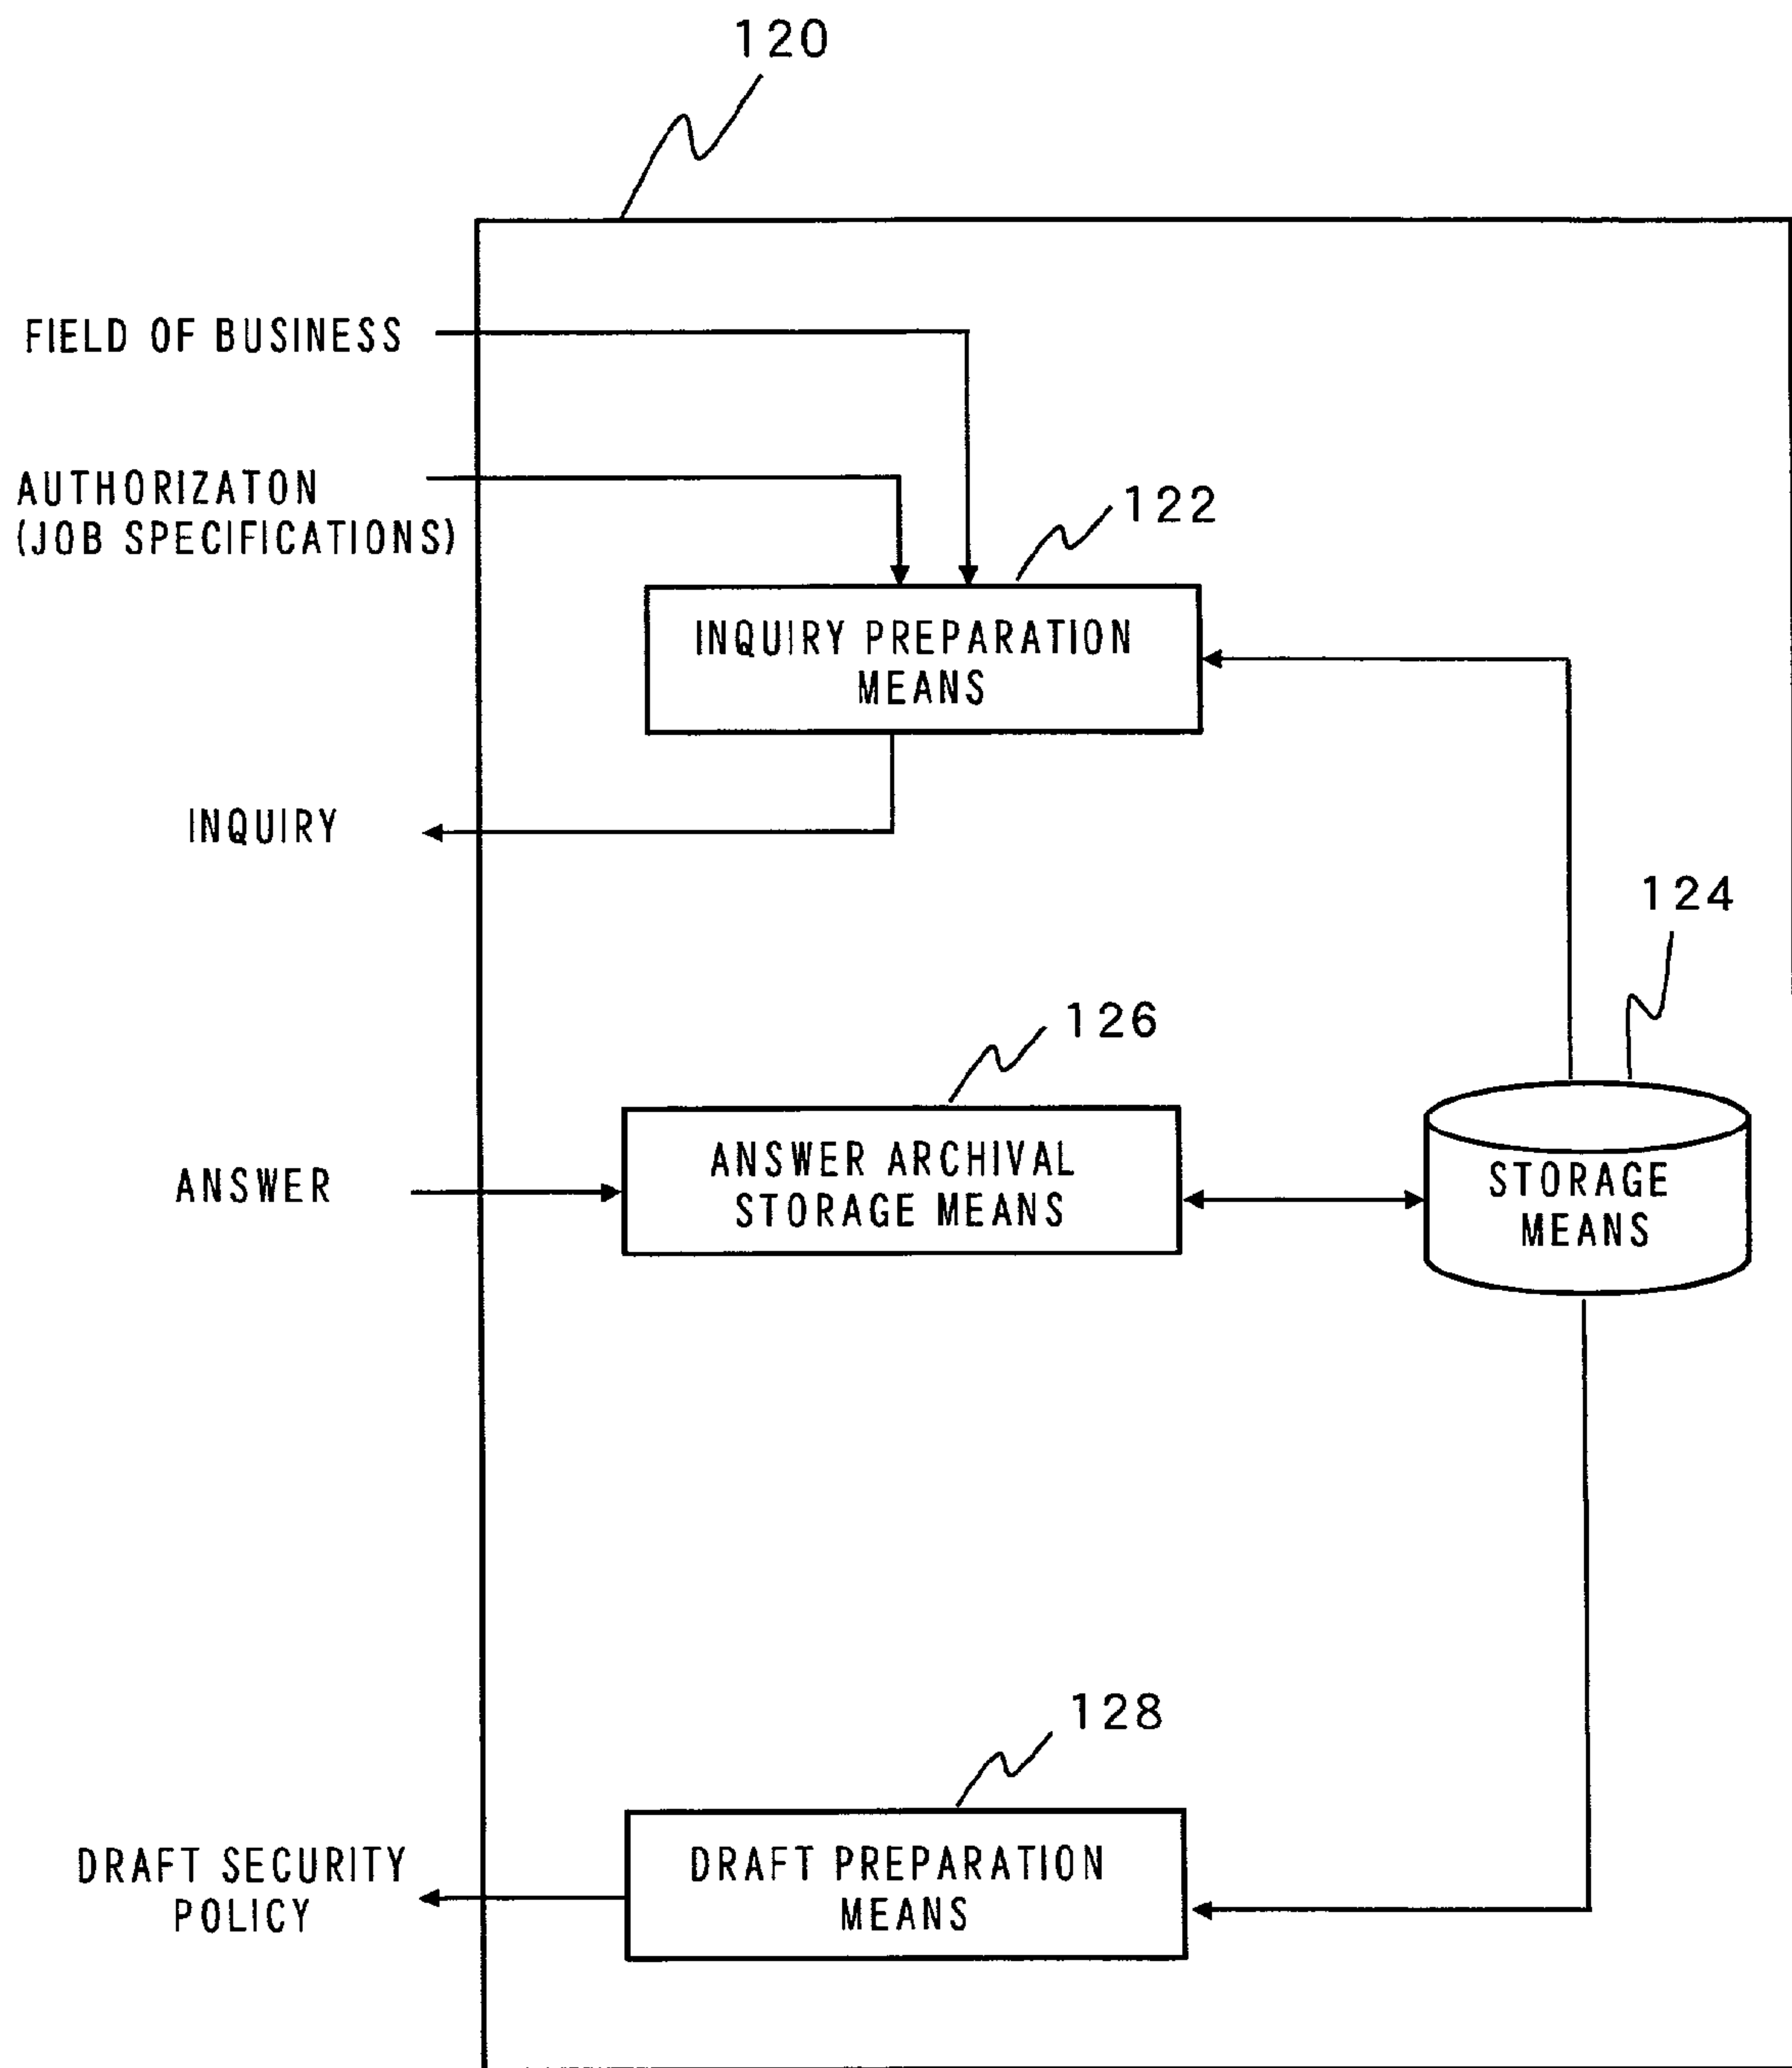 120
FIELD OF BUSINESS
AUTHORIZATON
(JOB SPECIFICATIONS)
122
INQUIRY PREPARATION
MEANS
INQUIRY
124
126
ANSWER
ANSWER ARCHIVAL
STORAGE MEANS
STORAGE
MEANS
128
DRAFT SECURITY
POLICY
DRAFT PREPARATION
MEANS